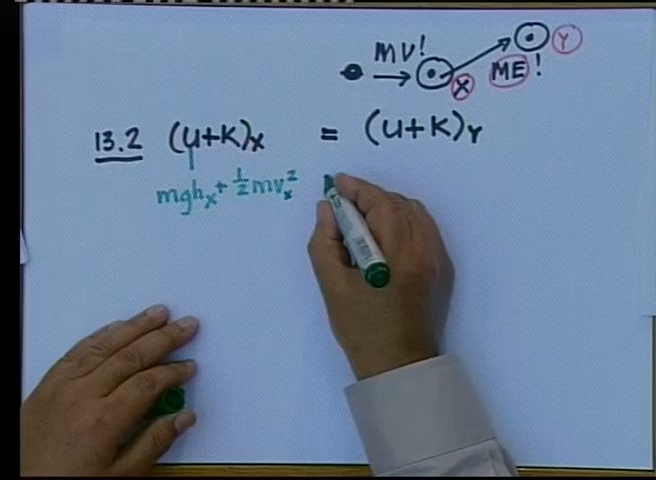 MV!
Y
X
ME!
13.2 (U+K)x = (U+K)Y
mghx + ½mvx²